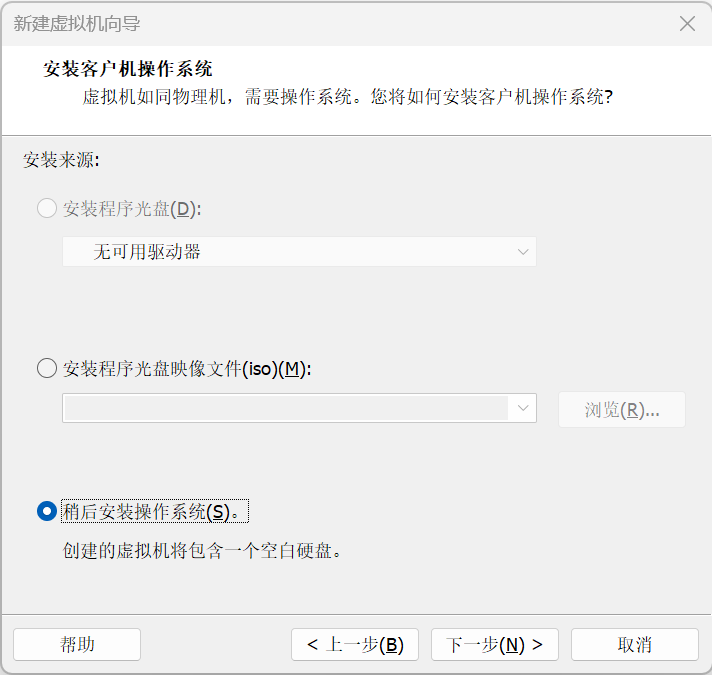 新建虚拟机向导
安装客户机操作系统
虚拟机如同物理机，需要操作系统。您将如何安装客户机操作系统?
安装来源:
安装程序光盘(D):
无可用驱动器
安装程序光盘映像文件(iso)(M):
浏览(R)...
稍后安装操作系统(S)。
创建的虚拟机将包含一个空白硬盘。
帮助
< 上一步(B)
下一步(N) >
取消